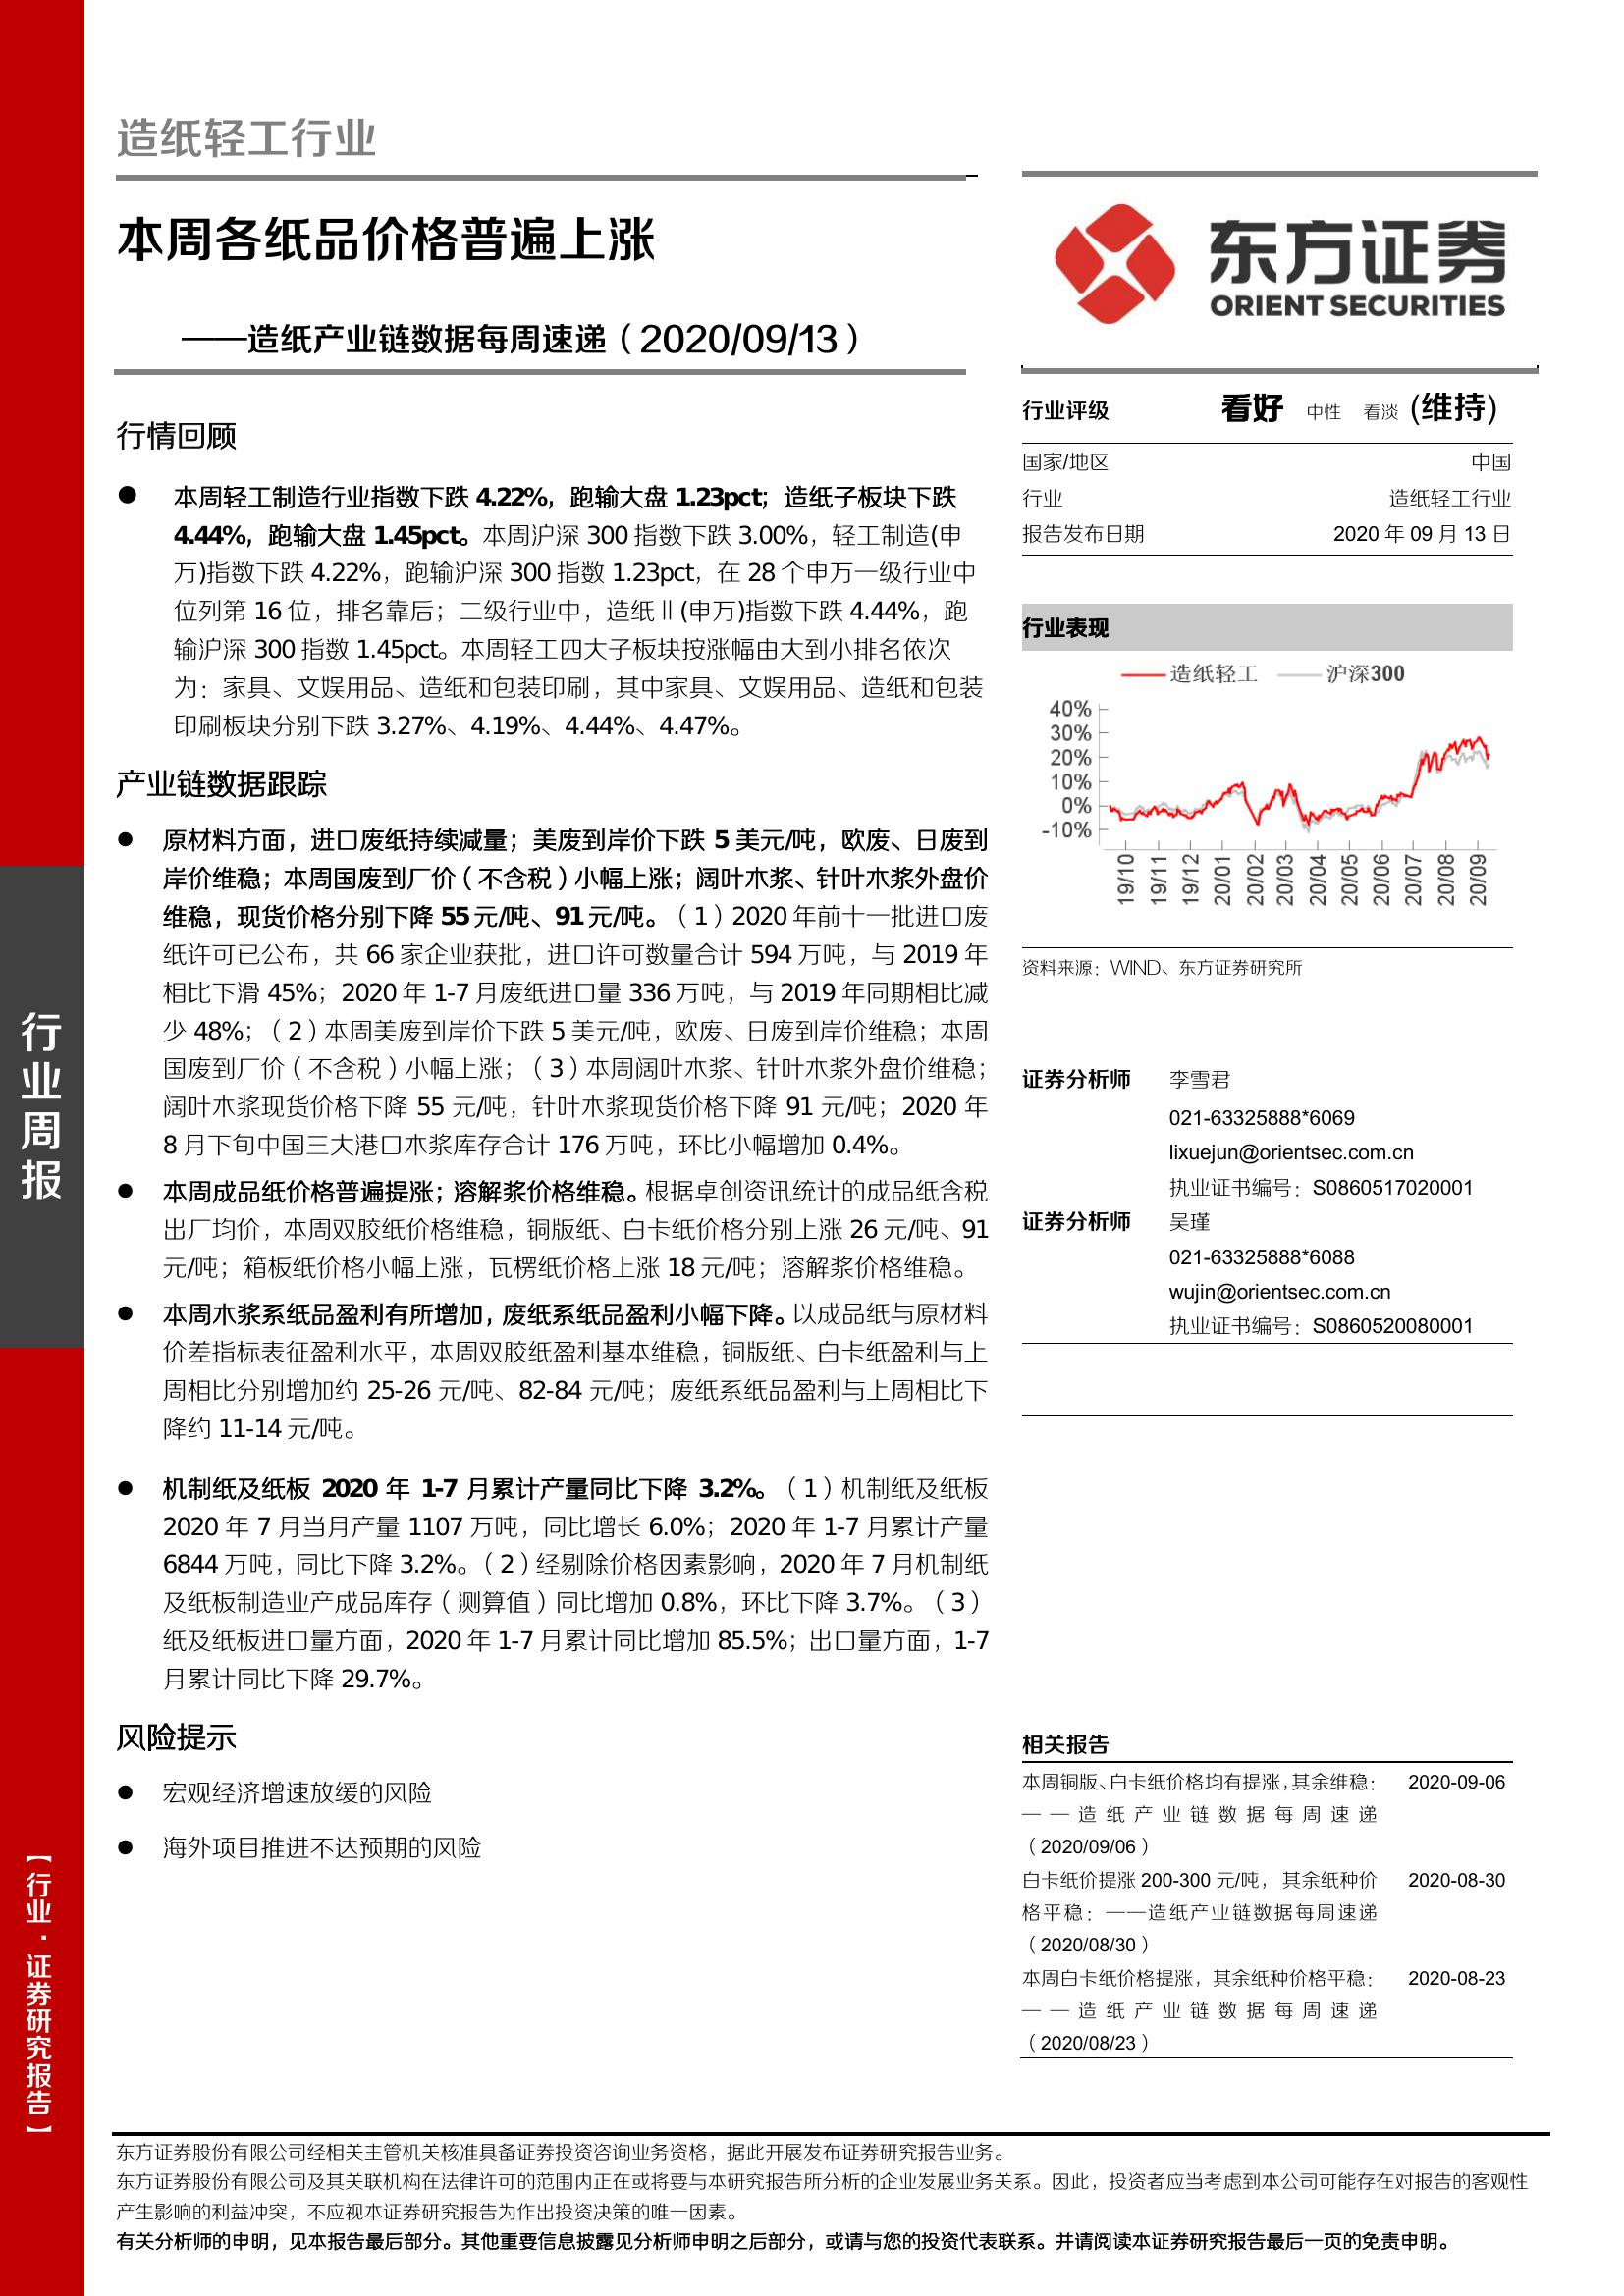 造纸轻工行业
本周各纸品价格普遍上涨
——造纸产业链数据每周速递（2020/09/13）
行情回顾
● 本周轻工制造行业指数下跌 4.22%，跑输大盘 1.23pct；造纸子板块下跌
4.44%，跑输大盘 1.45pct。本周沪深 300 指数下跌 3.00%，轻工制造(申
万)指数下跌 4.22%，跑输沪深 300 指数 1.23pct，在 28 个申万一级行业中
位列第 16 位，排名靠后；二级行业中，造纸Ⅱ(申万)指数下跌 4.44%，跑
输沪深 300 指数 1.45pct。本周轻工四大子板块按涨幅由大到小排名依次
为：家具、文娱用品、造纸和包装印刷，其中家具、文娱用品、造纸和包装
印刷板块分别下跌 3.27%、4.19%、4.44%、4.47%。
产业链数据跟踪
● 原材料方面，进口废纸持续减量；美废到岸价下跌 5 美元/吨，欧废、日废到
岸价维稳；本周国废到厂价（不含税）小幅上涨；阔叶木浆、针叶木浆外盘价
维稳，现货价格分别下降 55 元/吨、91 元/吨。（1）2020 年前十一批进口废
纸许可已公布，共 66 家企业获批，进口许可数量合计 594 万吨，与 2019 年
相比下滑 45%；2020 年 1-7 月废纸进口量 336 万吨，与 2019 年同期相比减
少 48%；（2）本周美废到岸价下跌 5 美元/吨，欧废、日废到岸价维稳；本周
国废到厂价（不含税）小幅上涨；（3）本周阔叶木浆、针叶木浆外盘价维稳；
阔叶木浆现货价格下降 55 元/吨，针叶木浆现货价格下降 91 元/吨；2020 年
8 月下旬中国三大港口木浆库存合计 176 万吨，环比小幅增加 0.4%。
● 本周成品纸价格普遍提涨；溶解浆价格维稳。根据卓创资讯统计的成品纸含税
出厂均价，本周双胶纸价格维稳，铜版纸、白卡纸价格分别上涨 26 元/吨、91
元/吨；箱板纸价格小幅上涨，瓦楞纸价格上涨 18 元/吨；溶解浆价格维稳。
● 本周木浆系纸品盈利有所增加，废纸系纸品盈利小幅下降。以成品纸与原材料
价差指标表征盈利水平，本周双胶纸盈利基本维稳，铜版纸、白卡纸盈利与上
周相比分别增加约 25-26 元/吨、82-84 元/吨；废纸系纸品盈利与上周相比下
降约 11-14 元/吨。
● 机制纸及纸板 2020 年 1-7 月累计产量同比下降 3.2%。（1）机制纸及纸板
2020 年 7 月当月产量 1107 万吨，同比增长 6.0%；2020 年 1-7 月累计产量
6844 万吨，同比下降 3.2%。（2）经剔除价格因素影响，2020 年 7 月机制纸
及纸板制造业产成品库存（测算值）同比增加 0.8%，环比下降 3.7%。（3）
纸及纸板进口量方面，2020 年 1-7 月累计同比增加 85.5%；出口量方面，1-7
月累计同比下降 29.7%。
风险提示
● 宏观经济增速放缓的风险
● 海外项目推进不达预期的风险
东方证券
ORIENT SECURITIES
行业评级 看好 中性 看淡 (维持)
国家/地区 中国
行业 造纸轻工行业
报告发布日期 2020 年 09 月 13 日
行业表现
造纸轻工 沪深300
40%
30%
20%
10%
0%
-10%
19/10 19/11 19/12 20/01 20/02 20/03 20/04 20/05 20/06 20/07 20/08 20/09
资料来源：WIND、东方证券研究所
证券分析师 李雪君
021-63325888*6069
lixuejun@orientsec.com.cn
执业证书编号：S0860517020001
证券分析师 吴瑾
021-63325888*6088
wujin@orientsec.com.cn
执业证书编号：S0860520080001
相关报告
本周铜版、白卡纸价格均有提涨，其余维稳： 2020-09-06
——造纸产业链数据每周速递
（2020/09/06）
白卡纸价提涨 200-300 元/吨，其余纸种价 2020-08-30
格平稳：——造纸产业链数据每周速递
（2020/08/30）
本周白卡纸价格提涨，其余纸种价格平稳： 2020-08-23
——造纸产业链数据每周速递
（2020/08/23）
行业周报
【行业·证券研究报告】
东方证券股份有限公司经相关主管机关核准具备证券投资咨询业务资格，据此开展发布证券研究报告业务。
东方证券股份有限公司及其关联机构在法律许可的范围内正在或将要与本研究报告所分析的企业发展业务关系。因此，投资者应当考虑到本公司可能存在对报告的客观性
产生影响的利益冲突，不应视本证券研究报告为作出投资决策的唯一因素。
有关分析师的申明，见本报告最后部分。其他重要信息披露见分析师申明之后部分，或请与您的投资代表联系。并请阅读本证券研究报告最后一页的免责申明。